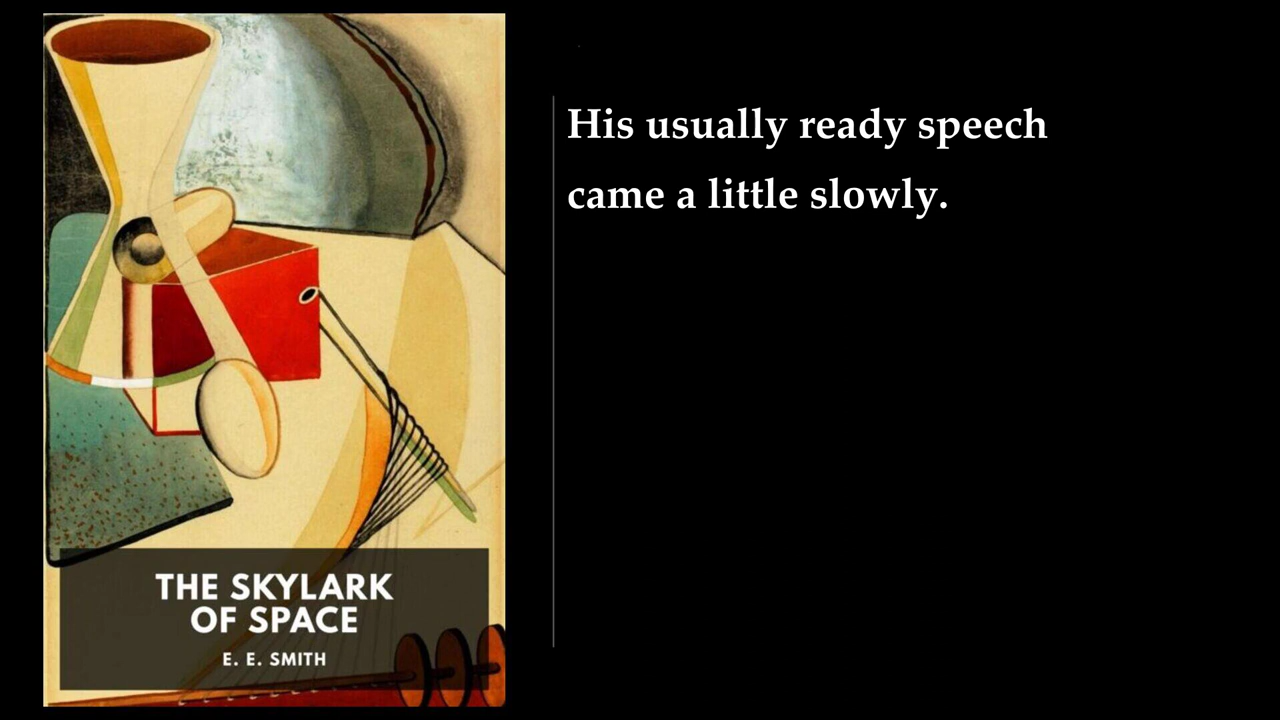 THE SKYLARK
OF SPACE
E. E. SMITH
His usually ready speech
came a little slowly.